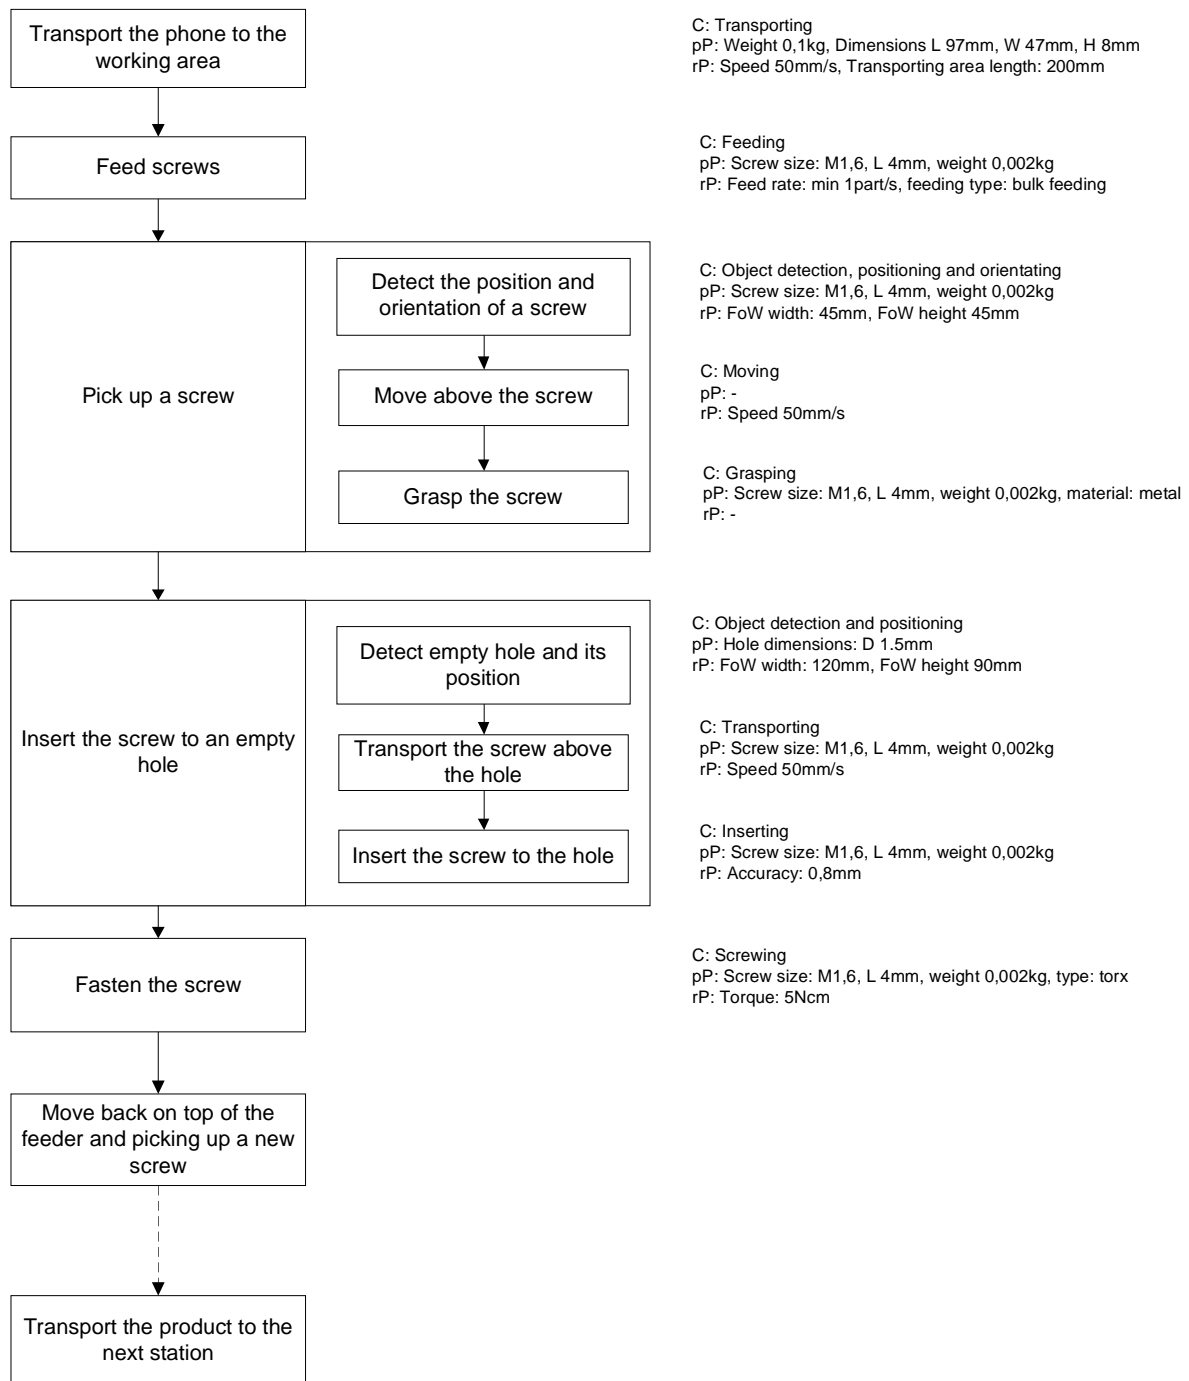 Transport the phone to the
working area
C: Transporting
pP: Weight 0,1kg, Dimensions L 97mm, W 47mm, H 8mm
rP: Speed 50mm/s, Transporting area length: 200mm
Feed screws
C: Feeding
pP: Screw size: M1,6, L 4mm, weight 0,002kg
rP: Feed rate: min 1part/s, feeding type: bulk feeding
Pick up a screw
Detect the position and
orientation of a screw
C: Object detection, positioning and orientating
pP: Screw size: M1,6, L 4mm, weight 0,002kg
rP: FoW width: 45mm, FoW height 45mm
Move above the screw
C: Moving
pP: -
rP: Speed 50mm/s
Grasp the screw
C: Grasping
pP: Screw size: M1,6, L 4mm, weight 0,002kg, material: metal
rP: -
Insert the screw to an empty
hole
Detect empty hole and its
position
C: Object detection and positioning
pP: Hole dimensions: D 1.5mm
rP: FoW width: 120mm, FoW height 90mm
Transport the screw above
the hole
C: Transporting
pP: Screw size: M1,6, L 4mm, weight 0,002kg
rP: Speed 50mm/s
Insert the screw to the hole
C: Inserting
pP: Screw size: M1,6, L 4mm, weight 0,002kg
rP: Accuracy: 0,8mm
Fasten the screw
C: Screwing
pP: Screw size: M1,6, L 4mm, weight 0,002kg, type: torx
rP: Torque: 5Ncm
Move back on top of the
feeder and picking up a new
screw
Transport the product to the
next station